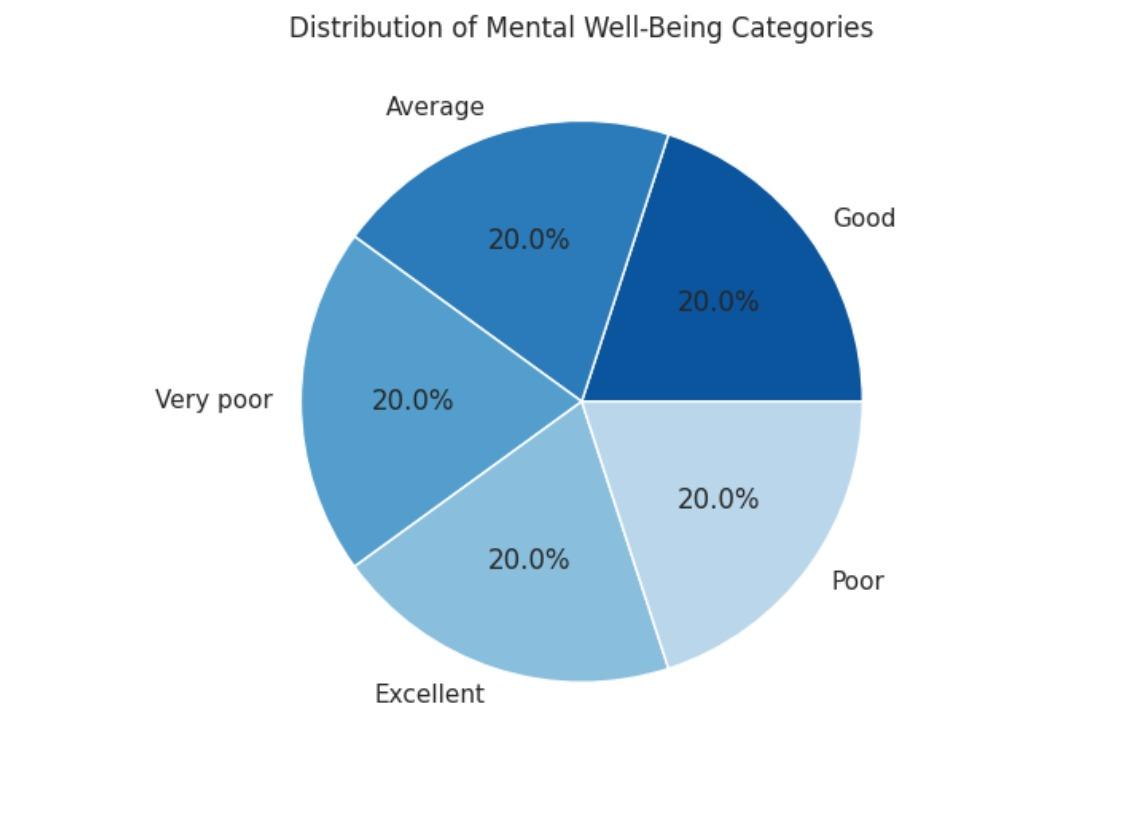 Distribution of Mental Well-Being Categories
Average
Good
20.0%
20.0%
Very poor
20.0%
20.0%
20.0%
Poor
Excellent